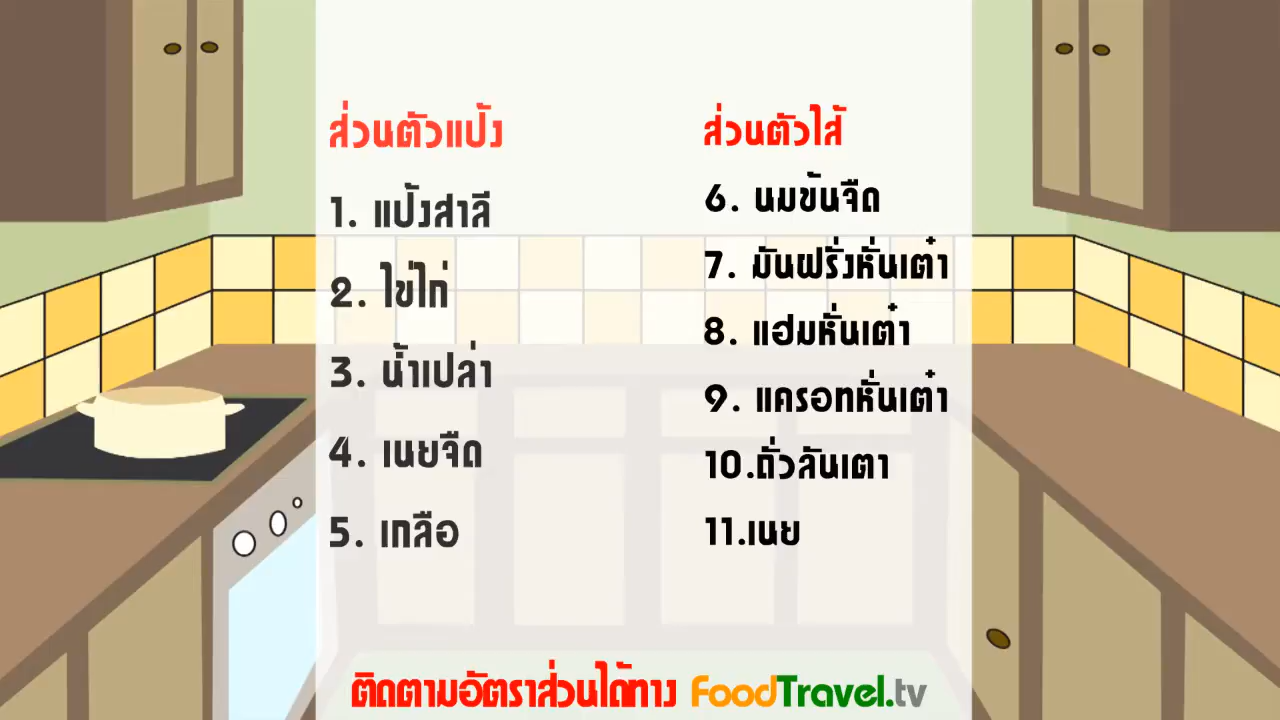 ส่วนตัวแป้ง
1. แป้งสาลี
2. ไข่ไก่
3. น้ำเปล่า
4. เนยจืด
5. เกลือ
ส่วนตัวไส้
6. นมข้นจืด
7. มันฝรั่งหั่นเต๋า
8. แฮมหั่นเต๋า
9. แครอทหั่นเต๋า
10.ถั่วลันเตา
11.เนย
ติดตามอัตราส่วนได้ทาง FoodTravel.tv